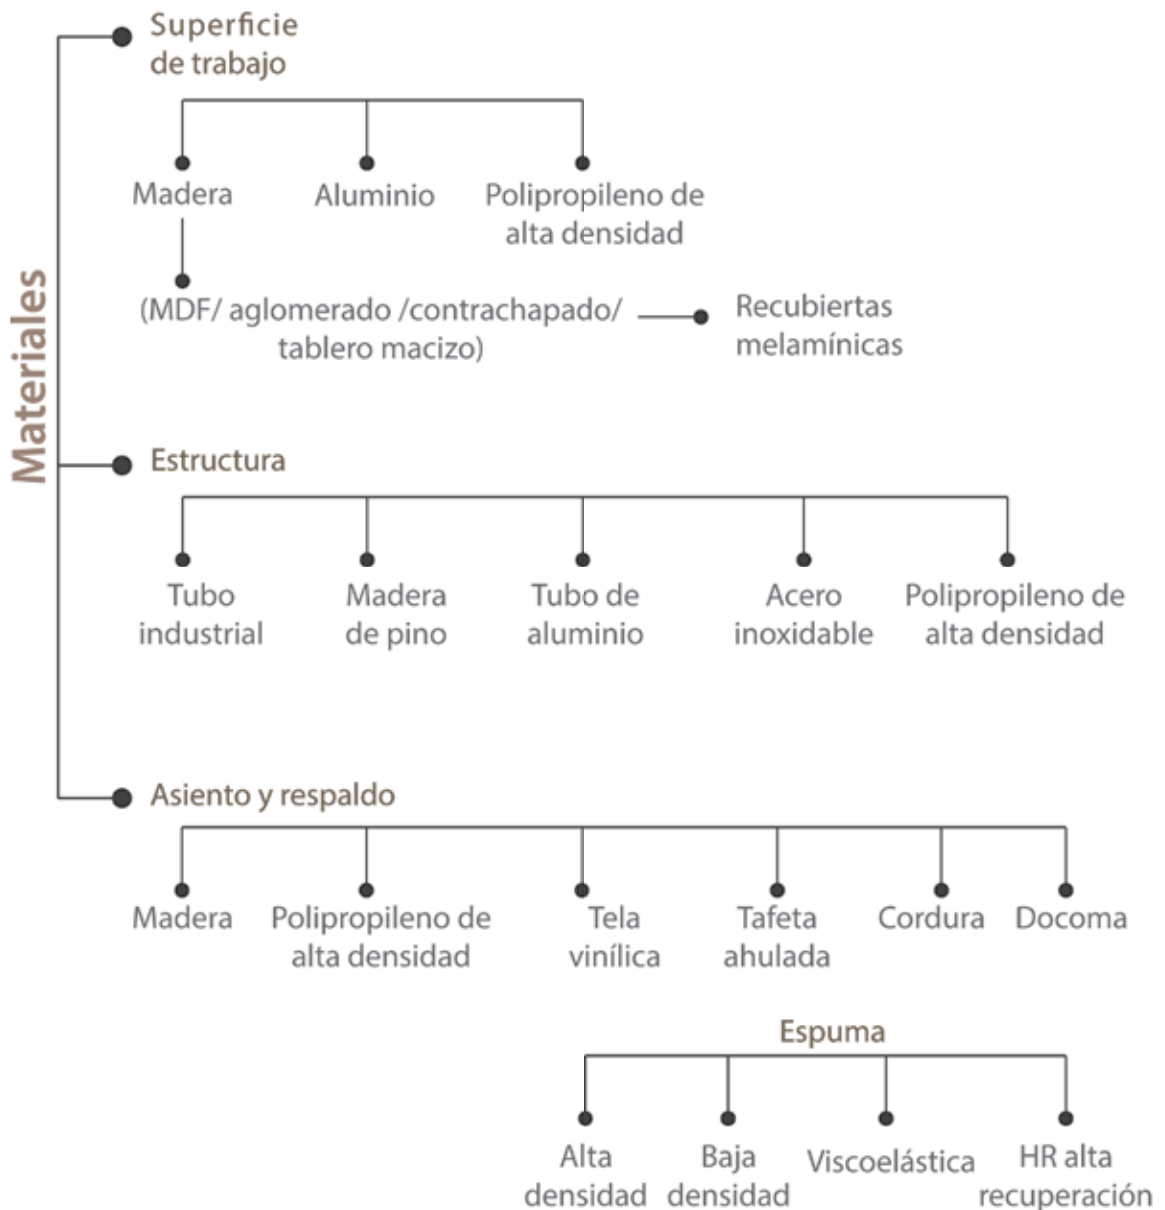 Materiales
Superficie
de trabajo
Madera
Aluminio
Polipropileno de
alta densidad
(MDF/ aglomerado /contrachapado/
tablero macizo)
Recubiertas
melamínicas
Estructura
Tubo
industrial
Madera
de pino
Tubo de
aluminio
Acero
inoxidable
Polipropileno de
alta densidad
Asiento y respaldo
Madera
Polipropileno de
alta densidad
Tela
vinílica
Tafeta
ahulada
Cordura
Docoma
Espuma
Alta
densidad
Baja
densidad
Viscoelástica
HR alta
recuperación